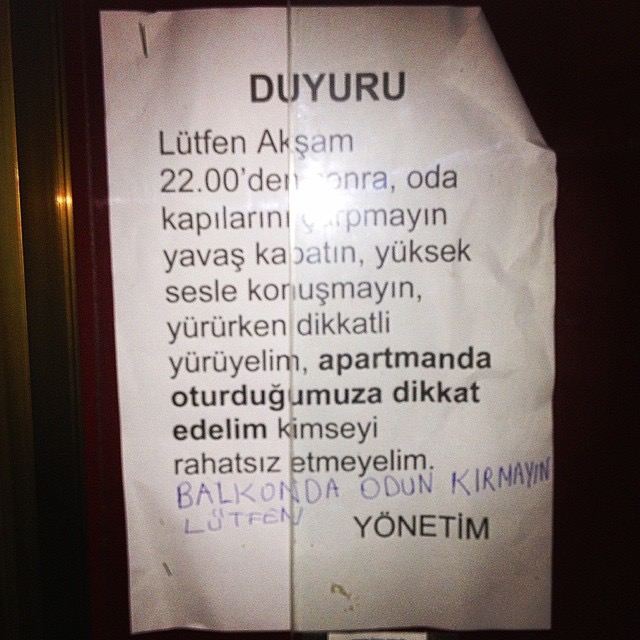 DUYURU
Lütfen Akşam
22.00'den sonra, oda
kapılarını çarpmayın
yavaş kapatın, yüksek
sesle konuşmayın,
yürürken dikkatli
yürüyelim, apartmanda
oturduğumuza dikkat
edelim kimseyi
rahatsız etmeyelim.
BALKONDA ODUN KIRMAYIN
LÜTFEN
YÖNETİM